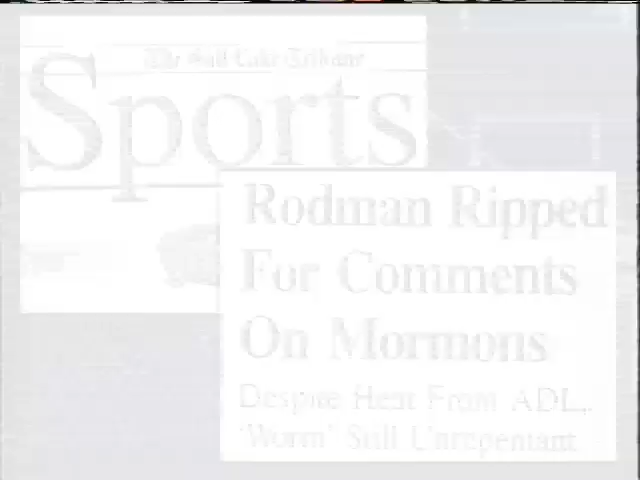 The Salt Lake Tribune
Sports
Rodman Ripped
For Comments
On Mormons
Despite Heat From ADL,
'Worm' Still Unrepentant